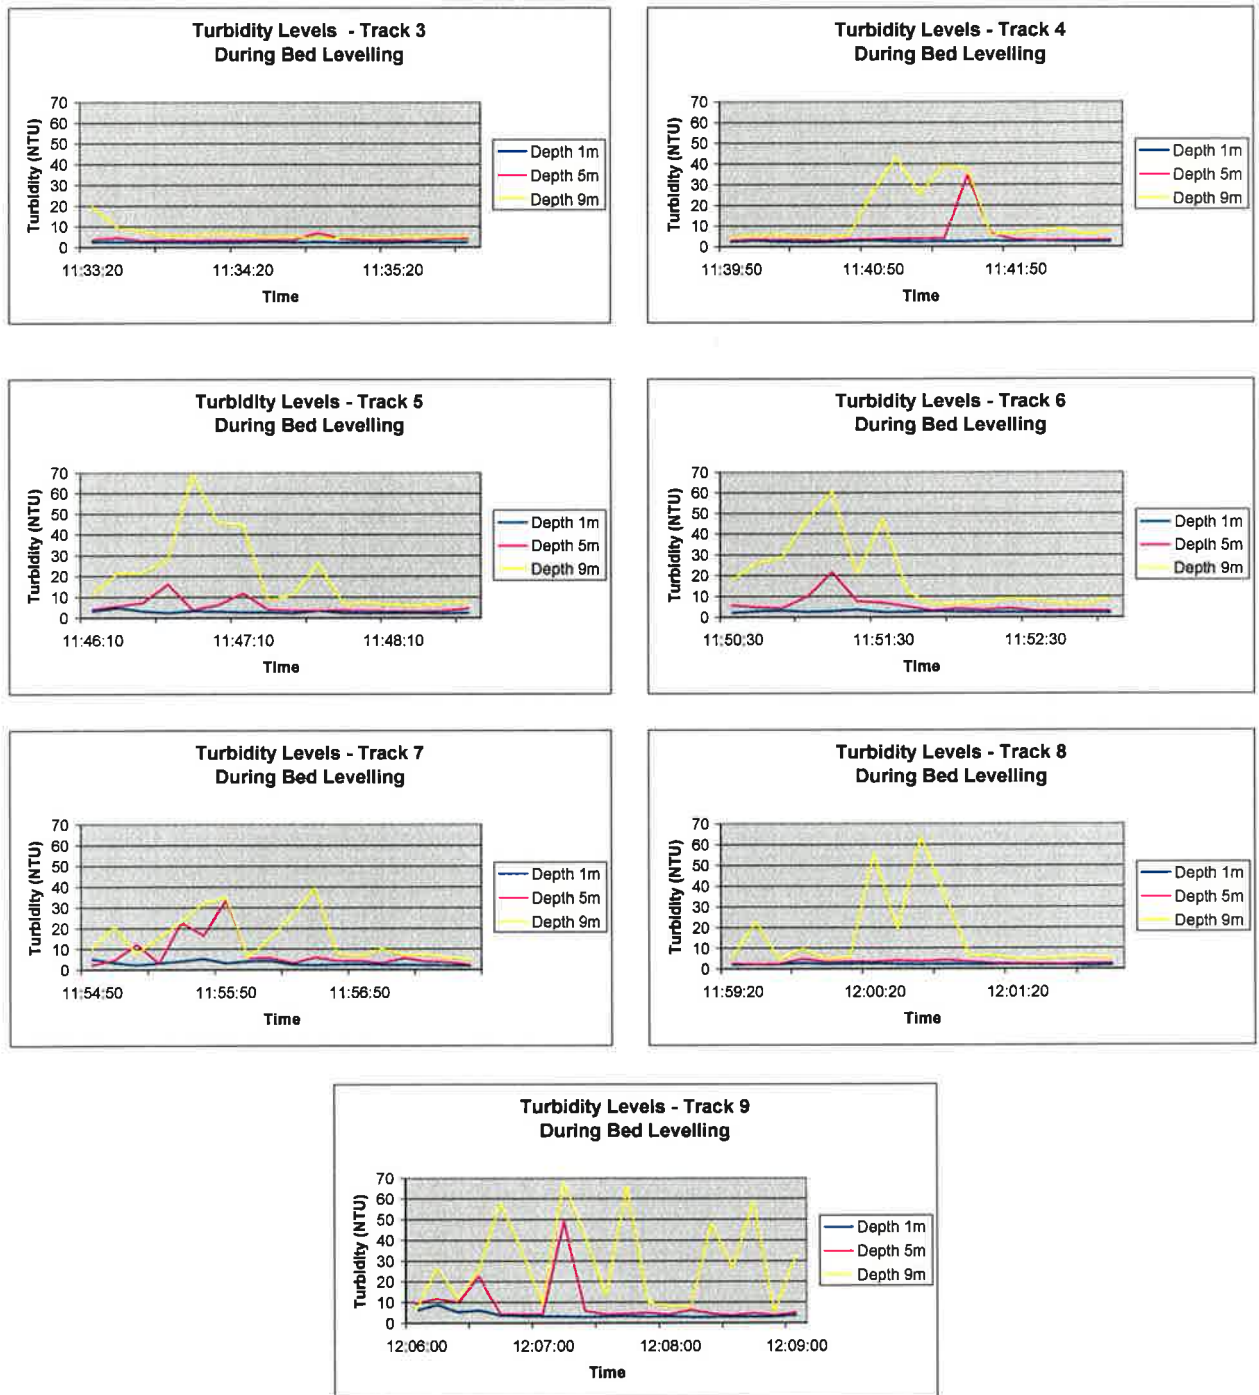 Turbidity Levels - Track 3
During Bed Levelling
Turbidity (NTU)
70
60
50
40
30
20
10
0
11:33:20
11:34:20
11:35:20
Time
Depth 1m
Depth 5m
Depth 9m
Turbidity Levels - Track 4
During Bed Levelling
Turbidity (NTU)
70
60
50
40
30
20
10
0
11:39:50
11:40:50
11:41:50
Time
Depth 1m
Depth 5m
Depth 9m
Turbidity Levels - Track 5
During Bed Levelling
Turbidity (NTU)
70
60
50
40
30
20
10
0
11:46:10
11:47:10
11:48:10
Time
Depth 1m
Depth 5m
Depth 9m
Turbidity Levels - Track 6
During Bed Levelling
Turbidity (NTU)
70
60
50
40
30
20
10
0
11:50:30
11:51:30
11:52:30
Time
Depth 1m
Depth 5m
Depth 9m
Turbidity Levels - Track 7
During Bed Levelling
Turbidity (NTU)
70
60
50
40
30
20
10
0
11:54:50
11:55:50
11:56:50
Time
Depth 1m
Depth 5m
Depth 9m
Turbidity Levels - Track 8
During Bed Levelling
Turbidity (NTU)
70
60
50
40
30
20
10
0
11:59:20
12:00:20
12:01:20
Time
Depth 1m
Depth 5m
Depth 9m
Turbidity Levels - Track 9
During Bed Levelling
Turbidity (NTU)
70
60
50
40
30
20
10
0
12:06:00
12:07:00
12:08:00
12:09:00
Time
Depth 1m
Depth 5m
Depth 9m